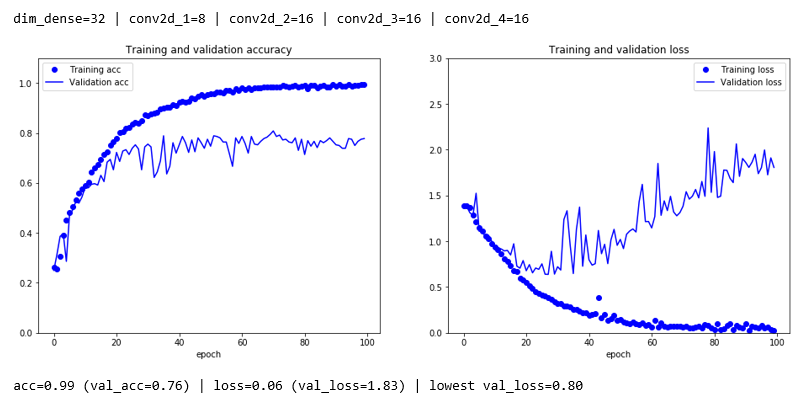 dim_dense=32 | conv2d_1=8 | conv2d_2=16 | conv2d_3=16 | conv2d_4=16
Training and validation accuracy
Training acc
Validation acc
1.0
0.8
0.6
0.4
0.2
0.0
0 20 40 60 80 100
epoch
Training and validation loss
Training loss
Validation loss
3.0
2.5
2.0
1.5
1.0
0.5
0.0
0 20 40 60 80 100
epoch
acc=0.99 (val_acc=0.76) | loss=0.06 (val_loss=1.83) | lowest val_loss=0.80